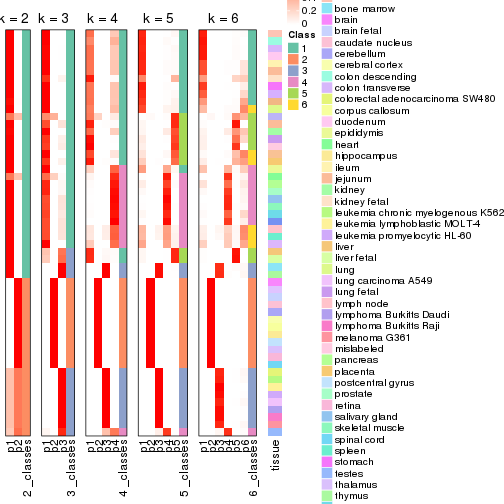 k = 2
k = 3
k = 4
k = 5
k = 6
0.2
0
Class
1
2
3
4
5
6
bone marrow
brain
brain fetal
caudate nucleus
cerebellum
cerebral cortex
colon descending
colon transverse
colorectal adenocarcinoma SW480
corpus callosum
duodenum
epididymis
heart
hippocampus
ileum
jejunum
kidney
kidney fetal
leukemia chronic myelogenous K562
leukemia lymphoblastic MOLT-4
leukemia promyelocytic HL-60
liver
liver fetal
lung
lung carcinoma A549
lung fetal
lymph node
lymphoma Burkitts Daudi
lymphoma Burkitts Raji
melanoma G361
mislabeled
pancreas
placenta
postcentral gyrus
prostate
retina
salivary gland
skeletal muscle
spinal cord
spleen
stomach
testes
thalamus
thymus
p1
p2
2_classes
p1
p2
p3
3_classes
p1
p2
p3
p4
4_classes
p1
p2
p3
p4
p5
5_classes
p1
p2
p3
p4
p5
p6
6_classes
tissue